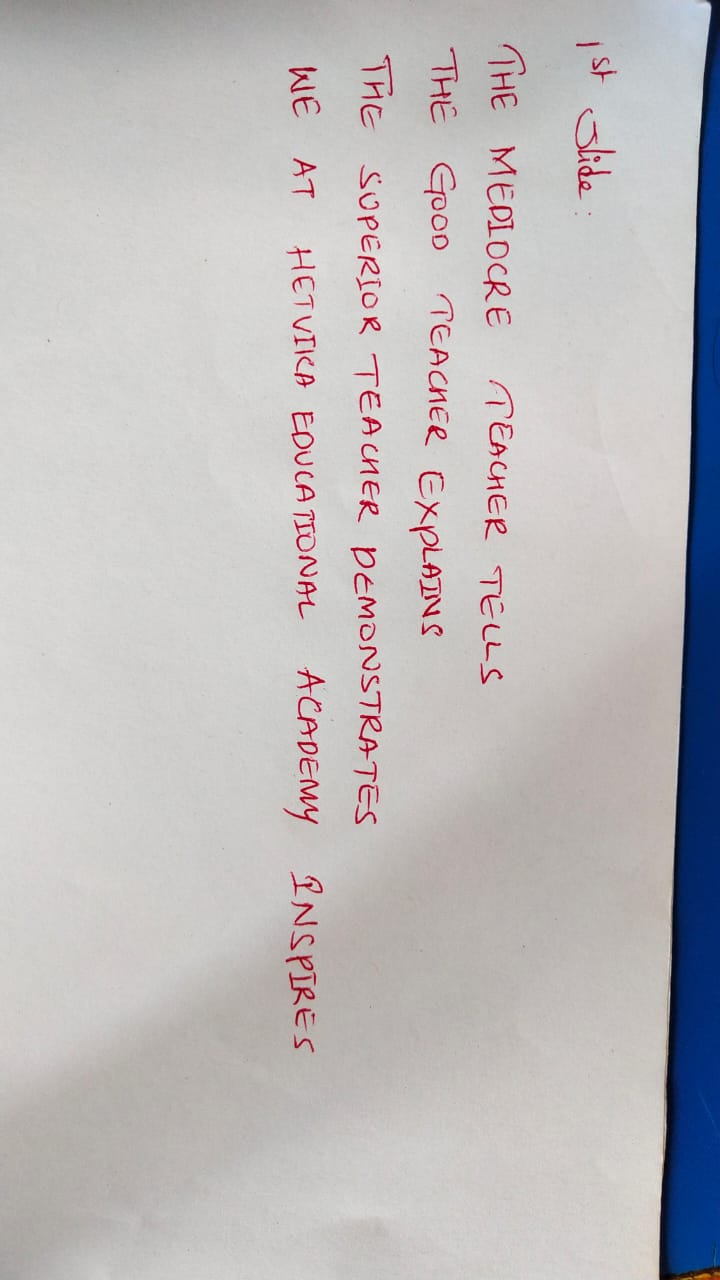 1st Slide:
THE MEDIOCRE TEACHER TELLS
THE GOOD TEACHER EXPLAINS
THE SUPERIOR TEACHER DEMONSTRATES
WE AT HETVIKA EDUCATIONAL ACADEMY INSPIRES